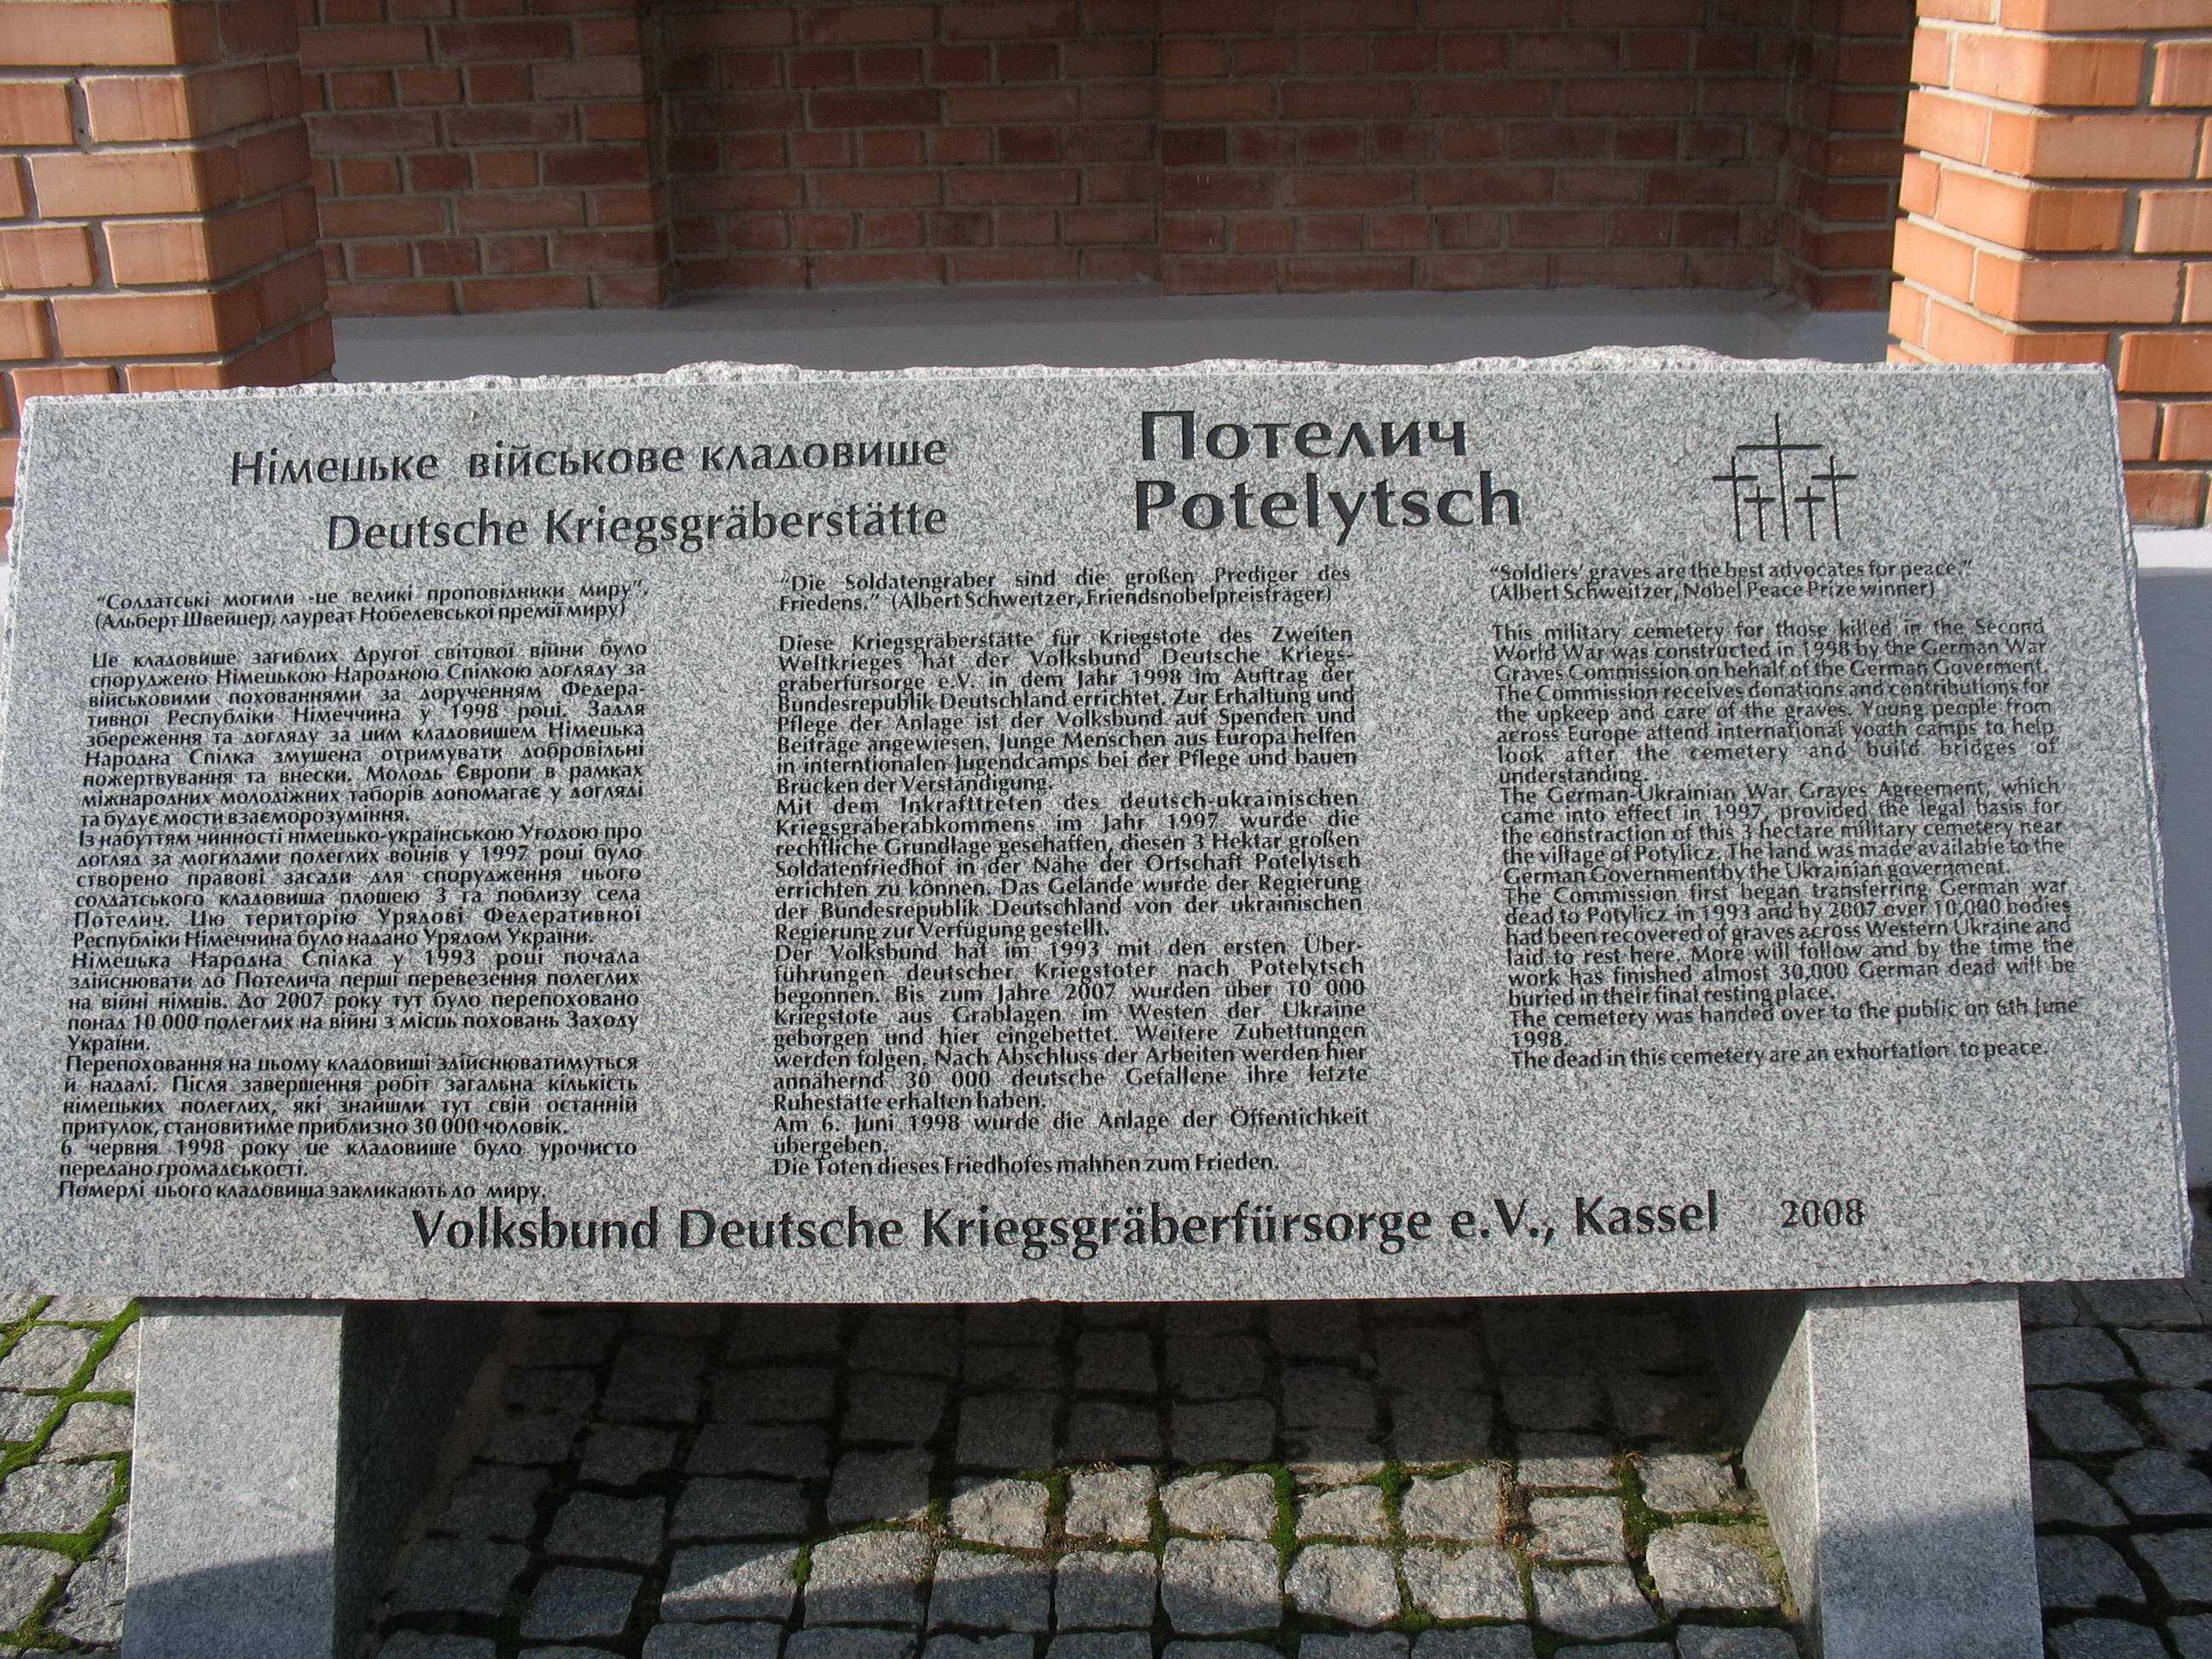 Німецьке військове кладовище
Deutsche Kriegsgräberstätte
Потелич
Potelytsch
"Солдатські могили -це великі проповідники миру",
(Альберт Швейцер, лауреат Нобелевської премії миру)
Це кладовище загиблих Другої світової війни було
споруджено Німецькою Народною Спілкою догляду за
військовими похованнями за дорученням Федера-
тивної Республіки Німеччина у 1998 році. Задля
збереження та догляду за цим кладовищем Німецька
Народна Спілка змушена отримувати добровільні
пожертвування та внески. Молодь Європи в рамках
міжнародних молодіжних таборів допомагає у догляді
та будує мости взаєморозуміння.
Із набуттям чинності німецько-українською Угодою про
догляд за могилами полеглих воїнів у 1997 році було
створено правові засади для спорудження цього
солдатського кладовища площею 3 га поблизу села
Потелич. Цю територію Урядові Федеративної
Республіки Німеччина було надано Урядом України.
Німецька Народна Спілка у 1993 році почала
здійснювати до Потелича перші перевезення полеглих
на війні німців. До 2007 року тут було перепоховано
понад 10 000 полеглих на війні з місць поховань Заходу
України.
Перепоховання на цьому кладовищі здійснюватимуться
й надалі. Після завершення робіт загальна кількість
німецьких полеглих, які знайшли тут свій останній
притулок, становитиме приблизно 30 000 чоловік.
6 червня 1998 року це кладовище було урочисто
передано громадськості.
Померлі цього кладовища закликають до миру.
"Die Soldatengräber sind die großen Prediger des
Friedens." (Albert Schweitzer, Friendsnobelpreisträger)
Diese Kriegsgräberstätte für Kriegstote des Zweiten
Weltkrieges hat der Volksbund Deutsche Kriegs-
gräberfürsorge e.V. in dem Jahr 1998 im Auftrag der
Bundesrepublik Deutschland errichtet. Zur Erhaltung und
Pflege der Anlage ist der Volksbund auf Spenden und
Beiträge angewiesen. Junge Menschen aus Europa helfen
in interntionalen Jugendcamps bei der Pflege und bauen
Brücken der Verständigung.
Mit dem Inkrafttreten des deutsch-ukrainischen
Kriegsgräberabkommens im Jahr 1997 wurde die
rechtliche Grundlage geschaffen, diesen 3 Hektar großen
Soldatenfriedhof in der Nähe der Ortschaft Potelytsch
errichten zu können. Das Gelände wurde der Regierung
der Bundesrepublik Deutschland von der ukrainischen
Regierung zur Verfügung gestellt.
Der Volksbund hat im 1993 mit den ersten Über-
führungen deutscher Kriegstoter nach Potelytsch
begonnen. Bis zum Jahre 2007 wurden über 10 000
Kriegstote aus Grablagen im Westen der Ukraine
geborgen und hier eingebettet. Weitere Zubettungen
werden folgen. Nach Abschluss der Arbeiten werden hier
annähernd 30 000 deutsche Gefallene ihre letzte
Ruhestätte erhalten haben.
Am 6. Juni 1998 wurde die Anlage der Öffentichkeit
übergeben.
Die Toten dieses Friedhofes mahhen zum Frieden.
"Soldiers' graves are the best advocates for peace."
(Albert Schweitzer, Nobel Peace Prize winner)
This military cemetery for those killed in the Second
World War was constructed in 1998 by the German War
Graves Commission on behalf of the German Goverment.
The Commission receives donations and contributions for
the upkeep and care of the graves. Young people from
across Europe attend international youth camps to help
look after the cemetery and build bridges of
understanding.
The German-Ukrainian War Graves Agreement, which
came into effect in 1997, provided the legal basis for
the constraction of this 3 hectare military cemetery near
the village of Potylicz. The land was made available to the
German Government by the Ukrainian government.
The Commission first began transferring German war
dead to Potylicz in 1993 and by 2007 over 10,000 bodies
had been recovered of graves across Western Ukraine and
laid to rest here. More will follow and by the time the
work has finished almost 30,000 German dead will be
buried in their final resting place.
The cemetery was handed over to the public on 6th June
1998.
The dead in this cemetery are an exhortation to peace.
Volksbund Deutsche Kriegsgräberfürsorge e.V., Kassel 2008